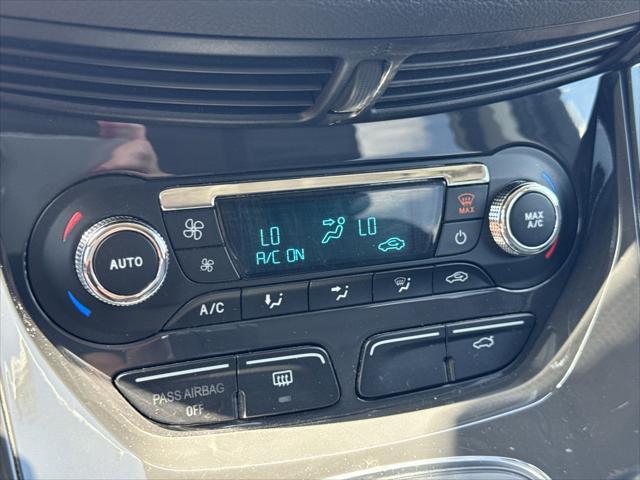 MAX
LO
LO
A/C ON
AUTO
MAX
A/C
A/C
PASS AIRBAG
OFF